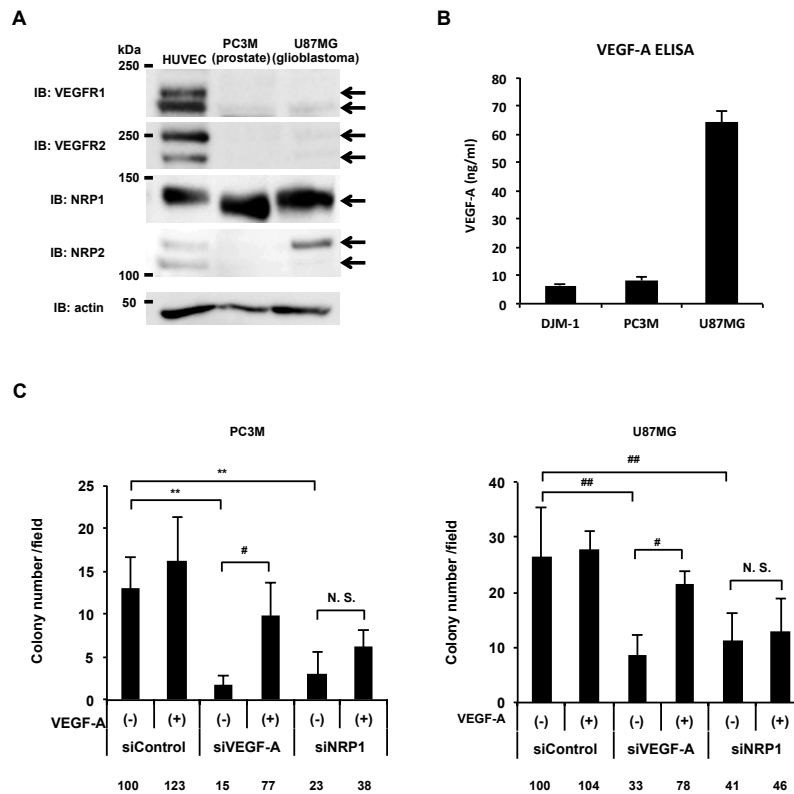 A
kDa
HUVEC
PC3M
(prostate)
U87MG
(glioblastoma)
250
IB: VEGFR1
250
IB: VEGFR2
150
IB: NRP1
IB: NRP2
100
50
IB: actin
B
VEGF-A ELISA
VEGF-A (ng/ml)
80
70
60
50
40
30
20
10
0
DJM-1 PC3M U87MG
C
PC3M
Colony number /field
25
20
15
10
5
0
**
**
#
N. S.
VEGF-A (-) (+) (-) (+) (-) (+)
siControl siVEGF-A siNRP1
100 123 15 77 23 38
U87MG
Colony number /field
40
30
20
10
0
##
##
#
N. S.
VEGF-A (-) (+) (-) (+) (-) (+)
siControl siVEGF-A siNRP1
100 104 33 78 41 46